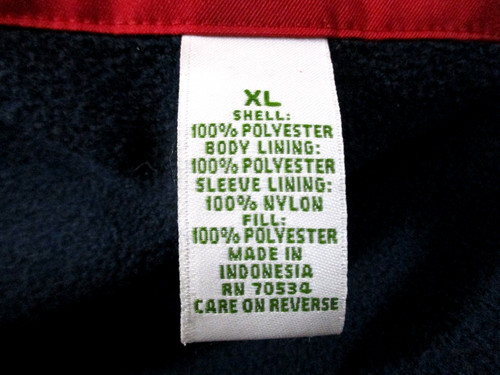 XL
SHELL:
100% POLYESTER
BODY LINING:
100% POLYESTER
SLEEVE LINING:
100% NYLON
FILL:
100% POLYESTER
MADE IN
INDONESIA
RN 70534
CARE ON REVERSE